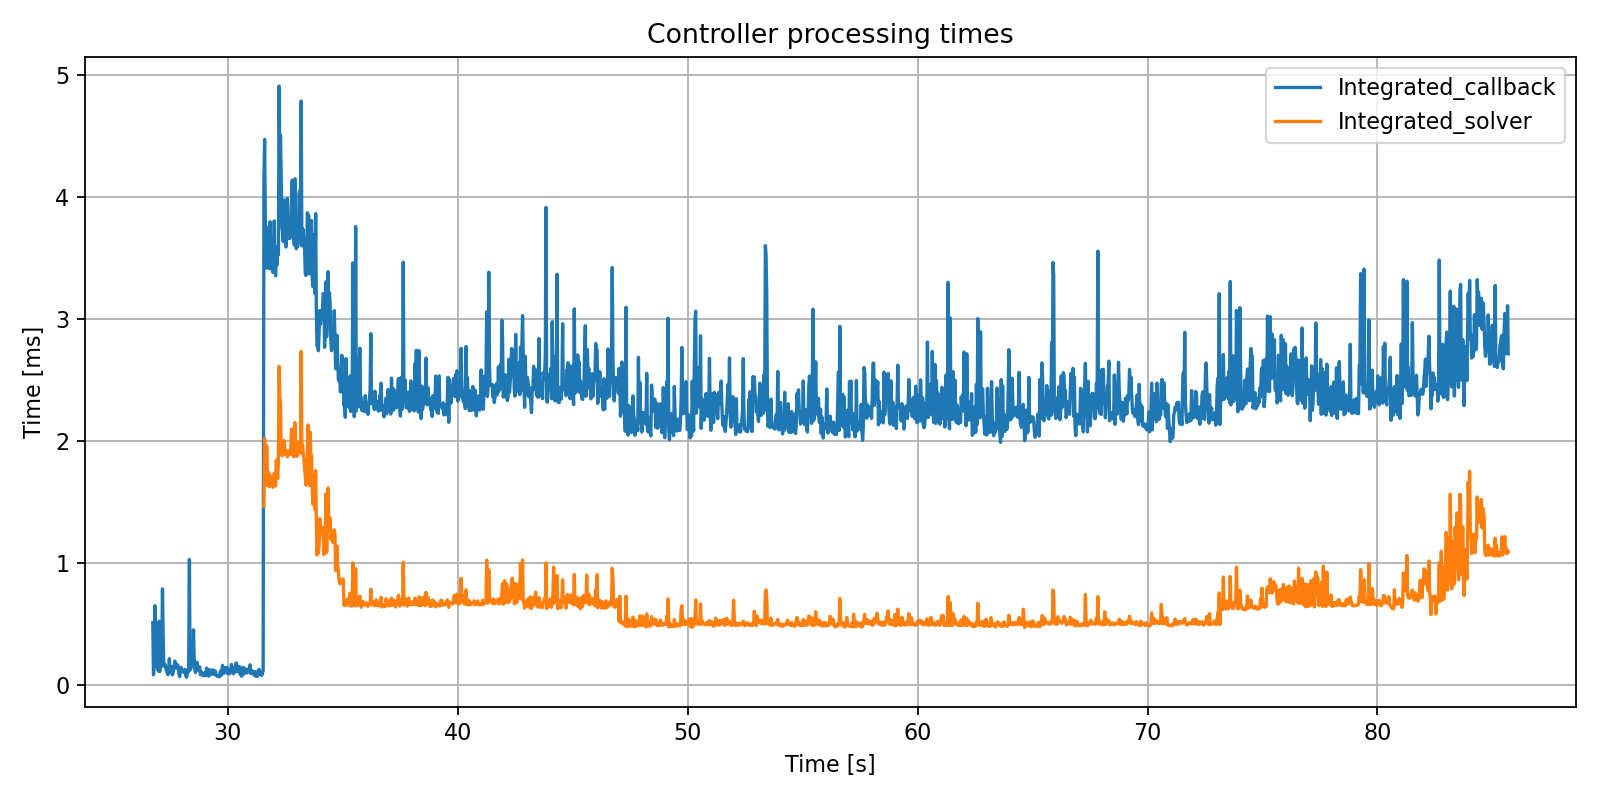 Controller processing times
Integrated_callback
Integrated_solver
Time [ms]
5
4
3
2
1
0
30 40 50 60 70 80
Time [s]